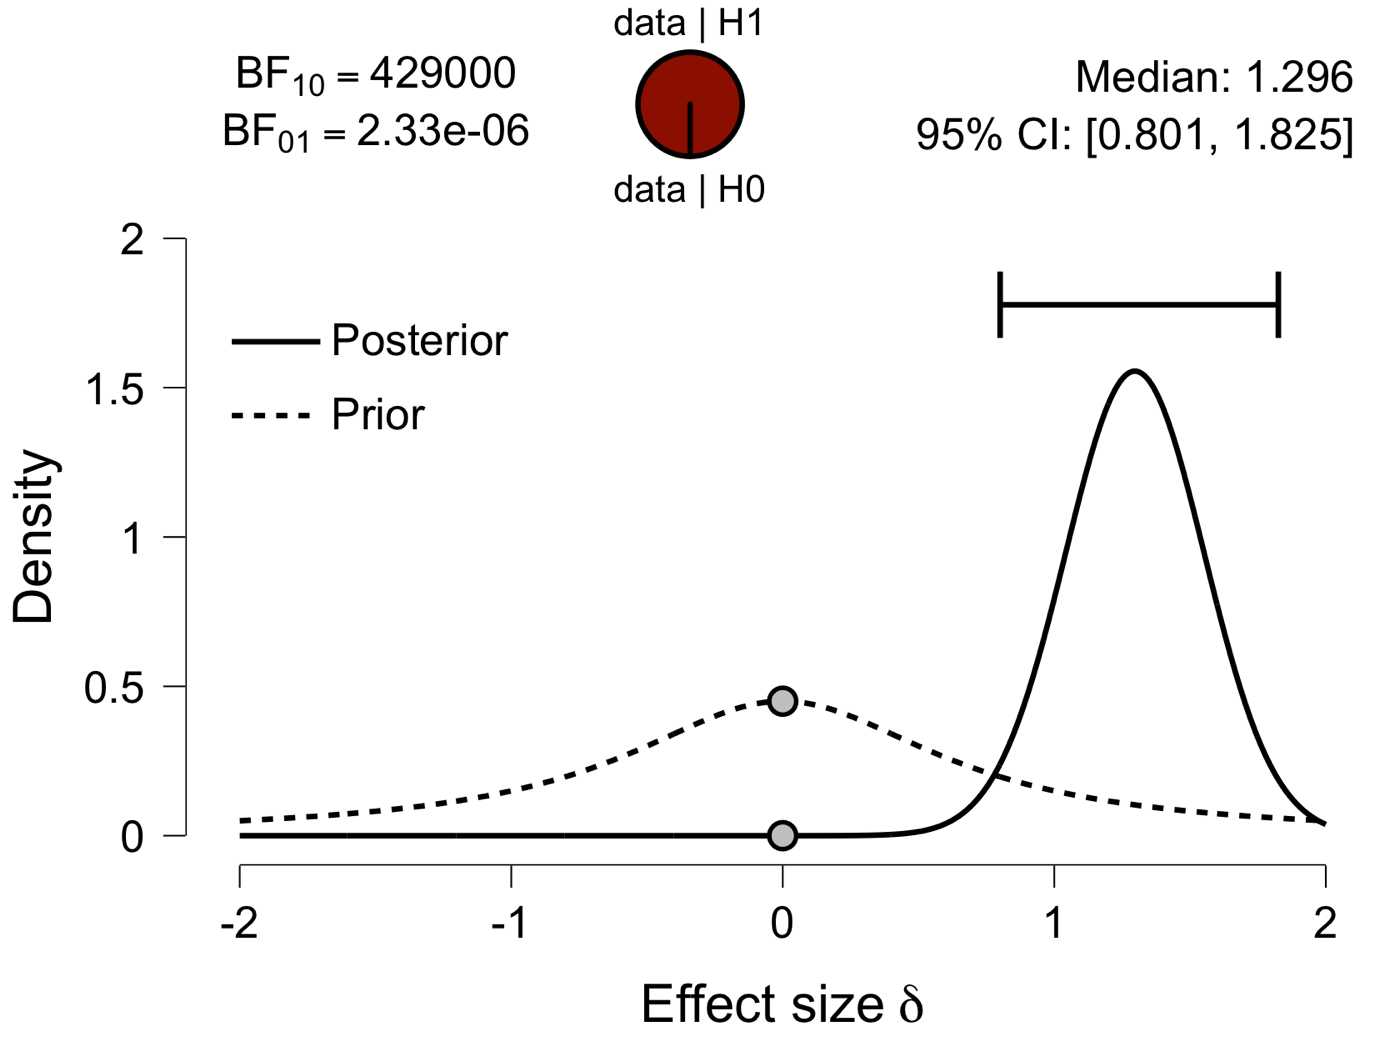 data | H1
BF10 = 429000
BF01 = 2.33e-06
data | H0
Median: 1.296
95% CI: [0.801, 1.825]
2
1.5
1
0.5
0
Density
Posterior
Prior
-2
-1
0
1
2
Effect size δ